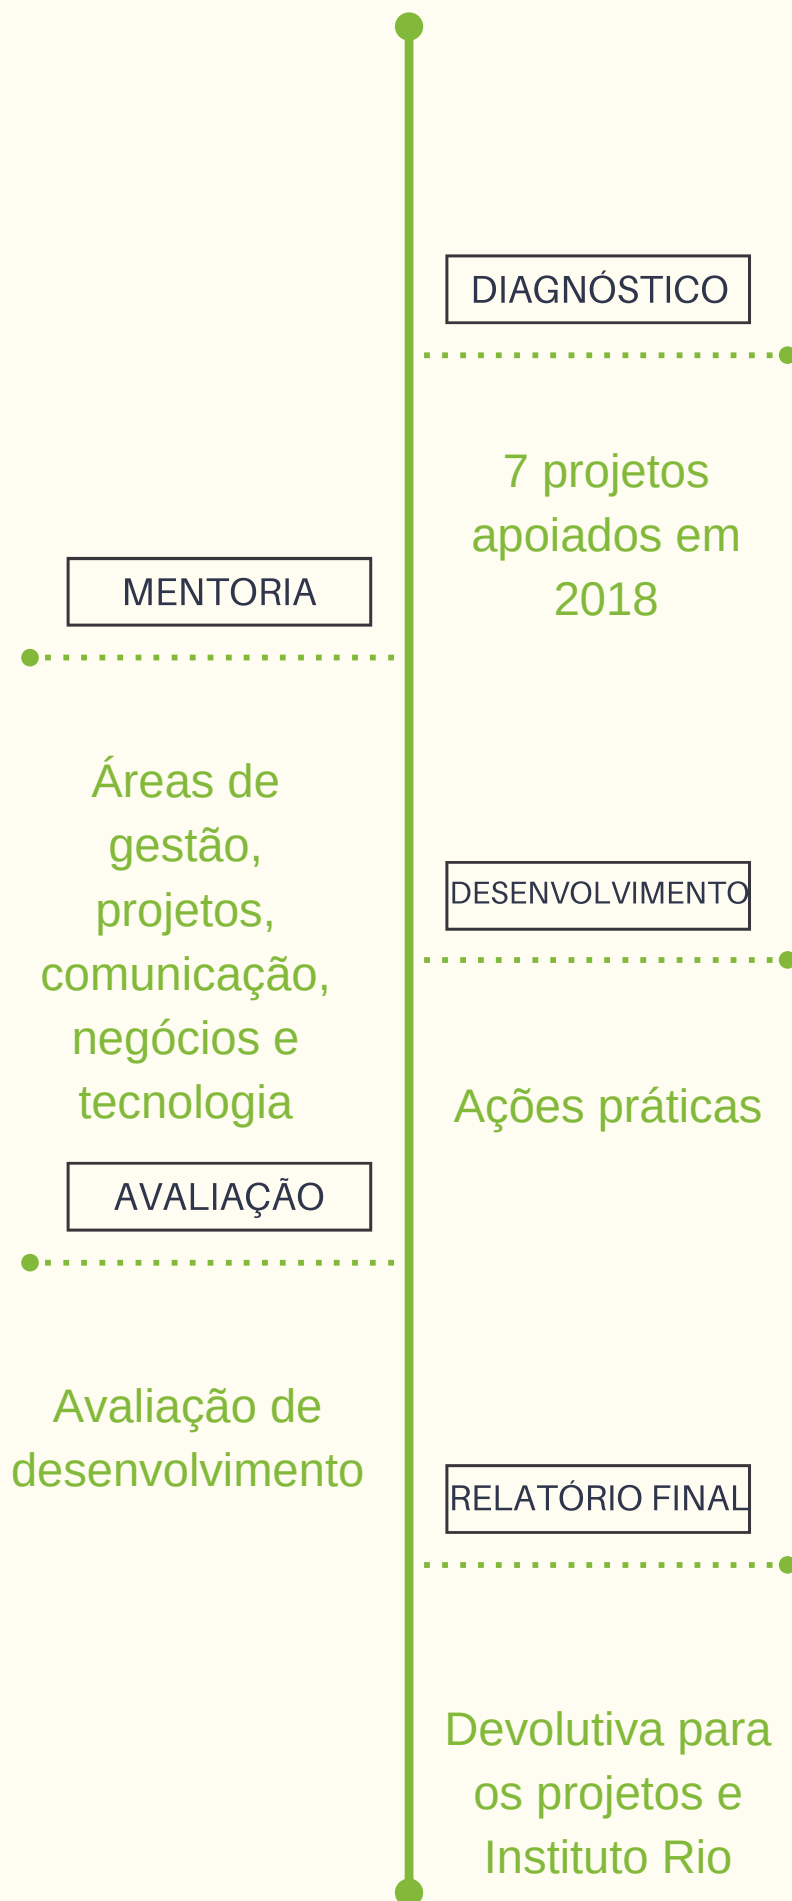 DIAGNÓSTICO
7 projetos
apoiados em
2018
MENTORIA
Áreas de
gestão,
projetos,
comunicação,
negócios e
tecnologia
DESENVOLVIMENTO
Ações práticas
AVALIAÇÃO
Avaliação de
desenvolvimento
RELATÓRIO FINAL
Devolutiva para
os projetos e
Instituto Rio